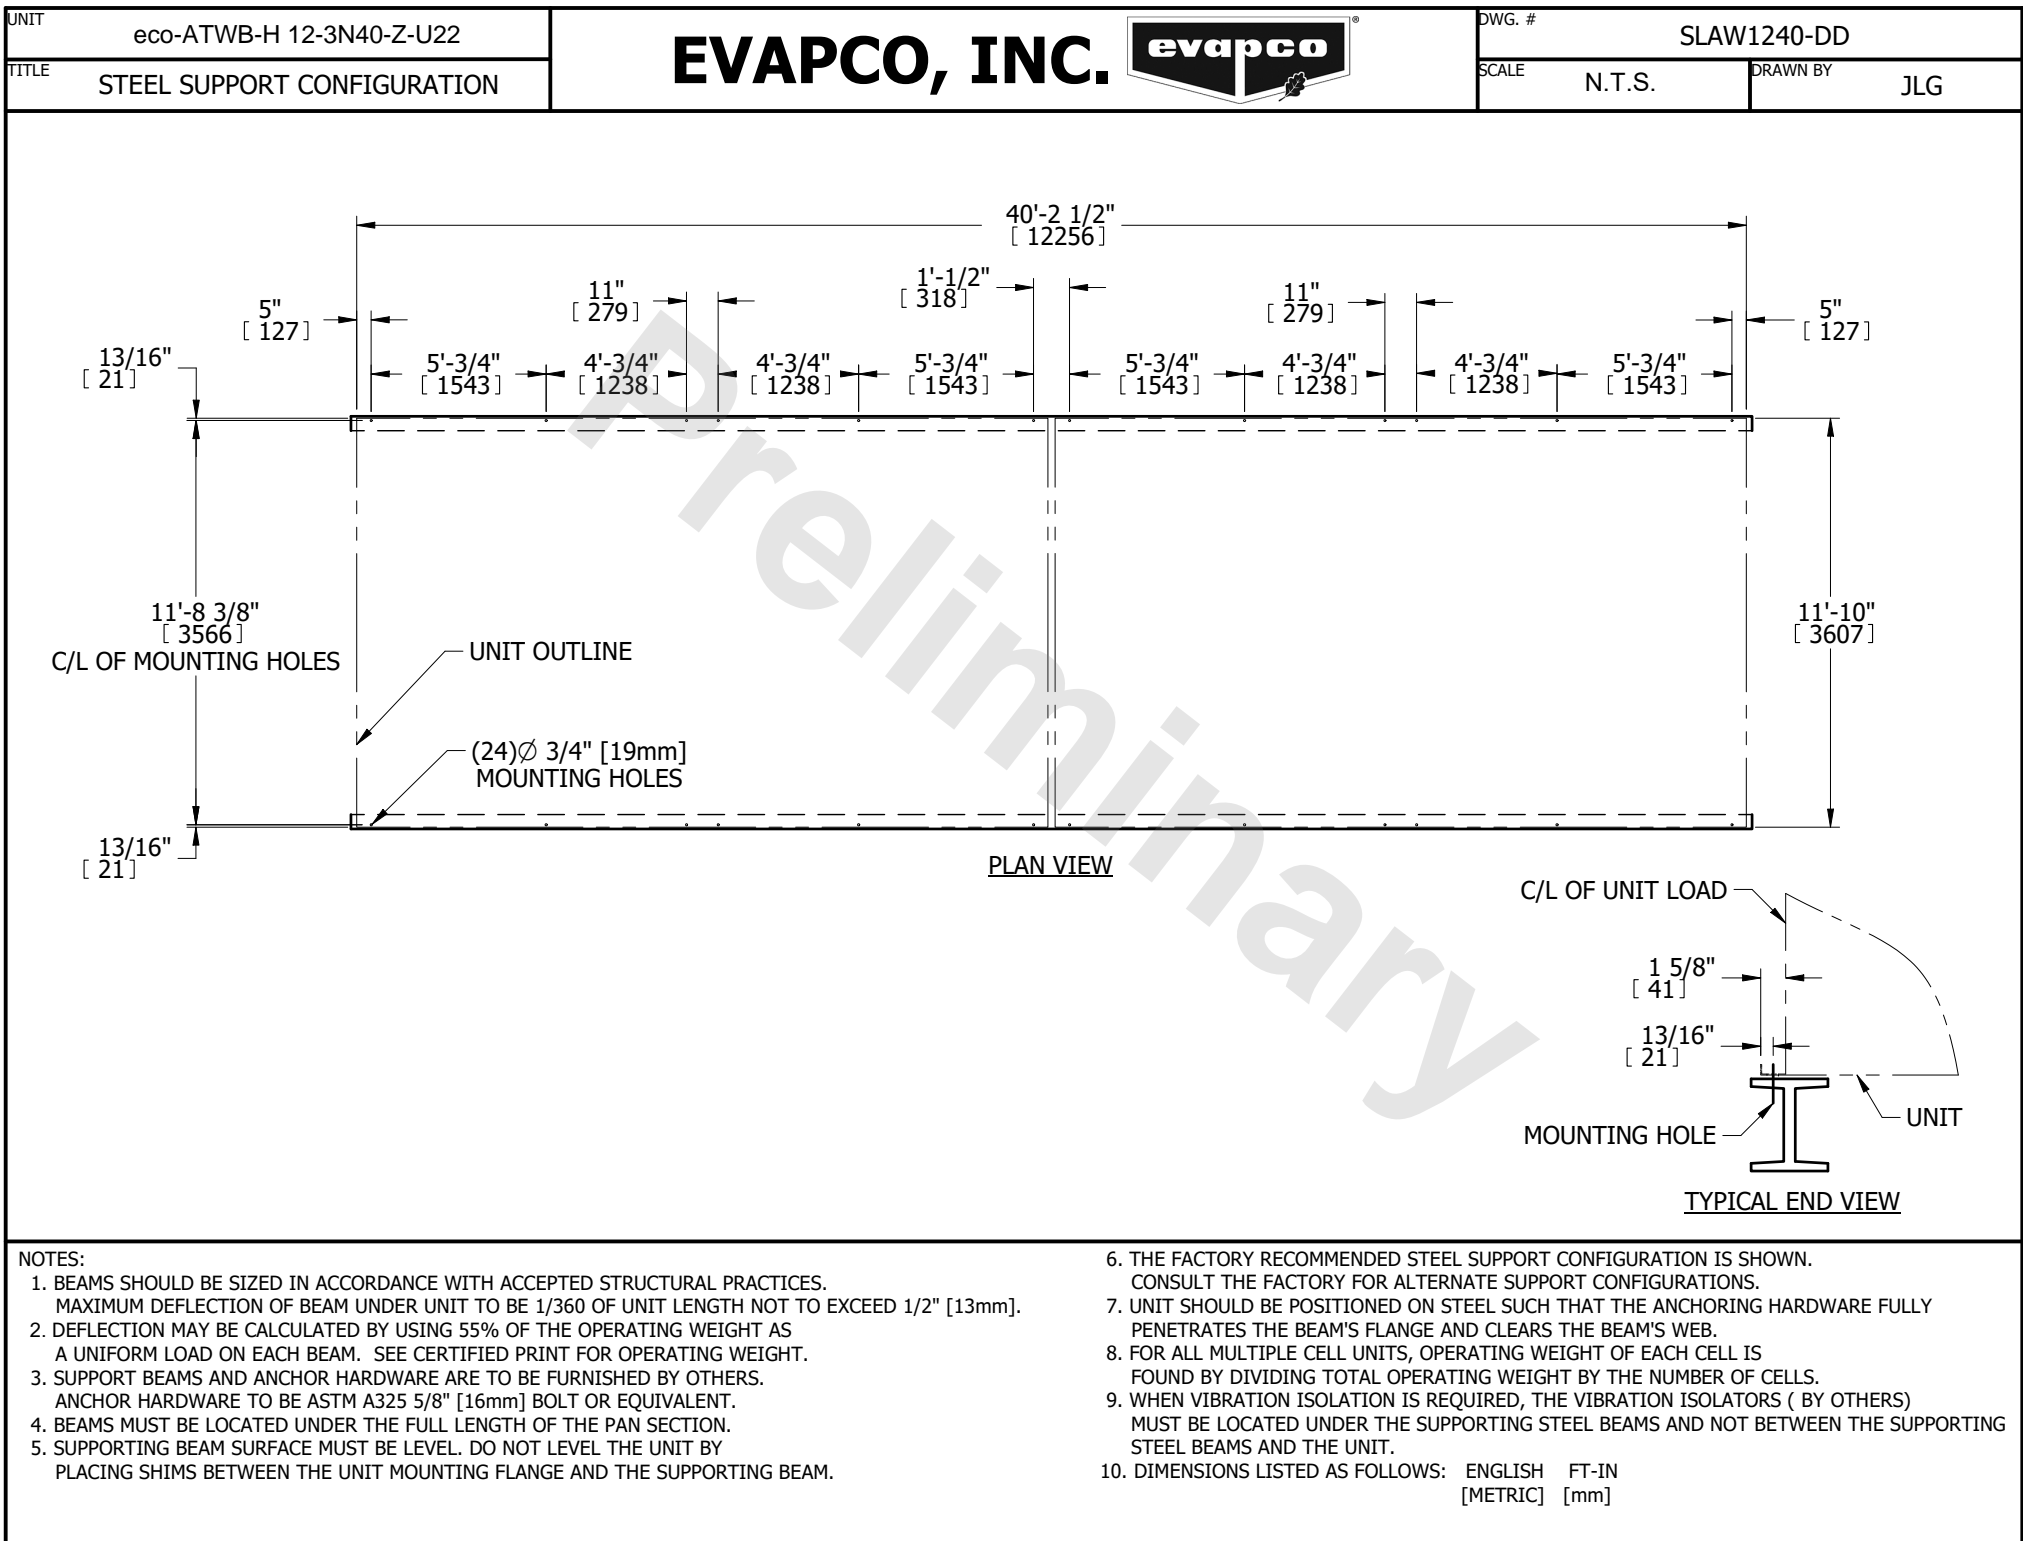 UNIT
eco-ATWB-H 12-3N40-Z-U22
TITLE
STEEL SUPPORT CONFIGURATION
EVAPCO, INC.
evapco
®
DWG. #
SLAW1240-DD
SCALE
N.T.S.
DRAWN BY
JLG
40'-2 1/2"
[ 12256]
5"
[ 127]
11"
[ 279]
1'-1/2"
[ 318]
11"
[ 279]
5"
[ 127]
13/16"
[ 21]
5'-3/4"
[ 1543]
4'-3/4"
[ 1238]
4'-3/4"
[ 1238]
5'-3/4"
[ 1543]
5'-3/4"
[ 1543]
4'-3/4"
[ 1238]
4'-3/4"
[ 1238]
5'-3/4"
[ 1543]
Preliminary
11'-8 3/8"
[ 3566]
C/L OF MOUNTING HOLES
UNIT OUTLINE
11'-10"
[ 3607]
(24)Ø 3/4" [19mm]
MOUNTING HOLES
13/16"
[ 21]
PLAN VIEW
C/L OF UNIT LOAD
1 5/8"
[ 41]
13/16"
[ 21]
MOUNTING HOLE
UNIT
TYPICAL END VIEW
NOTES:
1. BEAMS SHOULD BE SIZED IN ACCORDANCE WITH ACCEPTED STRUCTURAL PRACTICES.
MAXIMUM DEFLECTION OF BEAM UNDER UNIT TO BE 1/360 OF UNIT LENGTH NOT TO EXCEED 1/2" [13mm].
2. DEFLECTION MAY BE CALCULATED BY USING 55% OF THE OPERATING WEIGHT AS
A UNIFORM LOAD ON EACH BEAM. SEE CERTIFIED PRINT FOR OPERATING WEIGHT.
3. SUPPORT BEAMS AND ANCHOR HARDWARE ARE TO BE FURNISHED BY OTHERS.
ANCHOR HARDWARE TO BE ASTM A325 5/8" [16mm] BOLT OR EQUIVALENT.
4. BEAMS MUST BE LOCATED UNDER THE FULL LENGTH OF THE PAN SECTION.
5. SUPPORTING BEAM SURFACE MUST BE LEVEL. DO NOT LEVEL THE UNIT BY
PLACING SHIMS BETWEEN THE UNIT MOUNTING FLANGE AND THE SUPPORTING BEAM.
6. THE FACTORY RECOMMENDED STEEL SUPPORT CONFIGURATION IS SHOWN.
CONSULT THE FACTORY FOR ALTERNATE SUPPORT CONFIGURATIONS.
7. UNIT SHOULD BE POSITIONED ON STEEL SUCH THAT THE ANCHORING HARDWARE FULLY
PENETRATES THE BEAM'S FLANGE AND CLEARS THE BEAM'S WEB.
8. FOR ALL MULTIPLE CELL UNITS, OPERATING WEIGHT OF EACH CELL IS
FOUND BY DIVIDING TOTAL OPERATING WEIGHT BY THE NUMBER OF CELLS.
9. WHEN VIBRATION ISOLATION IS REQUIRED, THE VIBRATION ISOLATORS ( BY OTHERS)
MUST BE LOCATED UNDER THE SUPPORTING STEEL BEAMS AND NOT BETWEEN THE SUPPORTING
STEEL BEAMS AND THE UNIT.
10. DIMENSIONS LISTED AS FOLLOWS: ENGLISH FT-IN
[METRIC] [mm]